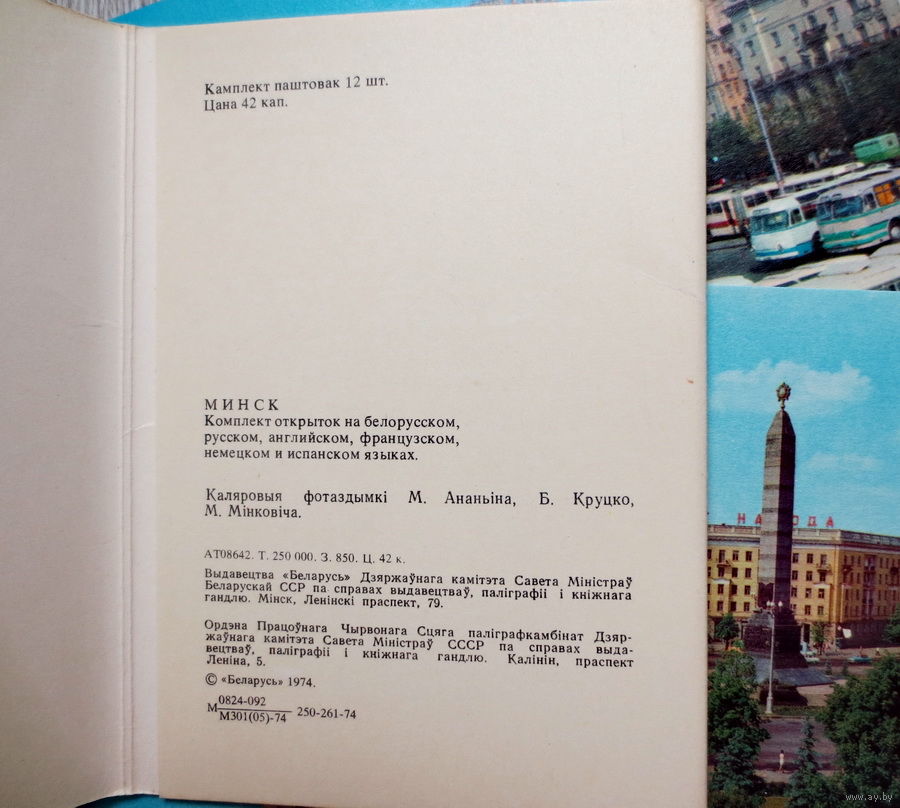 Камплект паштовак 12 шт.
Цана 42 кап.
МИНСК
Комплект открыток на белорусском,
русском, английском, французском,
немецком и испанском языках.
Каляровыя фотаздымкі М. Ананьіна, Б. Круцко,
М. Мінковіча.
АТ08642. Т. 250 000. З. 850. Ц. 42 к.
Выдавецтва «Беларусь» Дзяржаўнага камітэта Савета Міністраў
Беларускай ССР па справах выдавецтваў, паліграфіі і кніжнага
гандлю. Мінск, Ленінскі праспект, 79.
Ордэна Працоўнага Чырвонага Сцяга паліграфкамбінат Дзяр-
жаўнага камітэта Савета Міністраў СССР па справах выда-
вецтваў, паліграфіі і кніжнага гандлю. Калінін, праспект
Леніна, 5.
© «Беларусь» 1974.
М 0824-092
М301(05)-74 250-261-74
www.ay.by